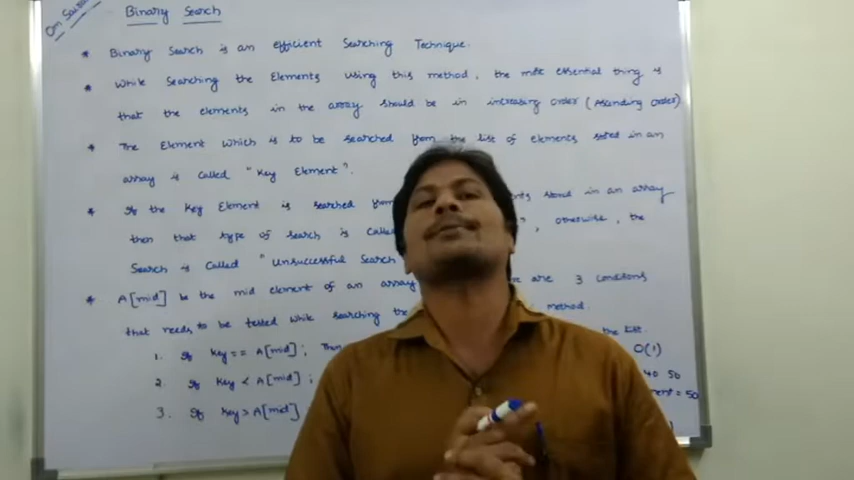 Om Sai
Binary Search
* Binary Search is an efficient Searching Technique.
* While Searching the Elements using this method, the most essential thing is
that the elements in the array should be in increasing order (Ascending order)
* The Element which is to be searched from the list of elements stored in an
array is called "Key Element".
* If the Key Element is searched from ents stored in an array
then that type of search is called , otherwise, the
Search is called "Unsuccessful Search
* A[mid] be the mid element of an array are 3 conditions
that needs to be tested while searching the method.
the list.
1. If Key == A[mid]; Then O(1)
2. If Key < A[mid]; 40 50
3. If Key > A[mid] ment = 50